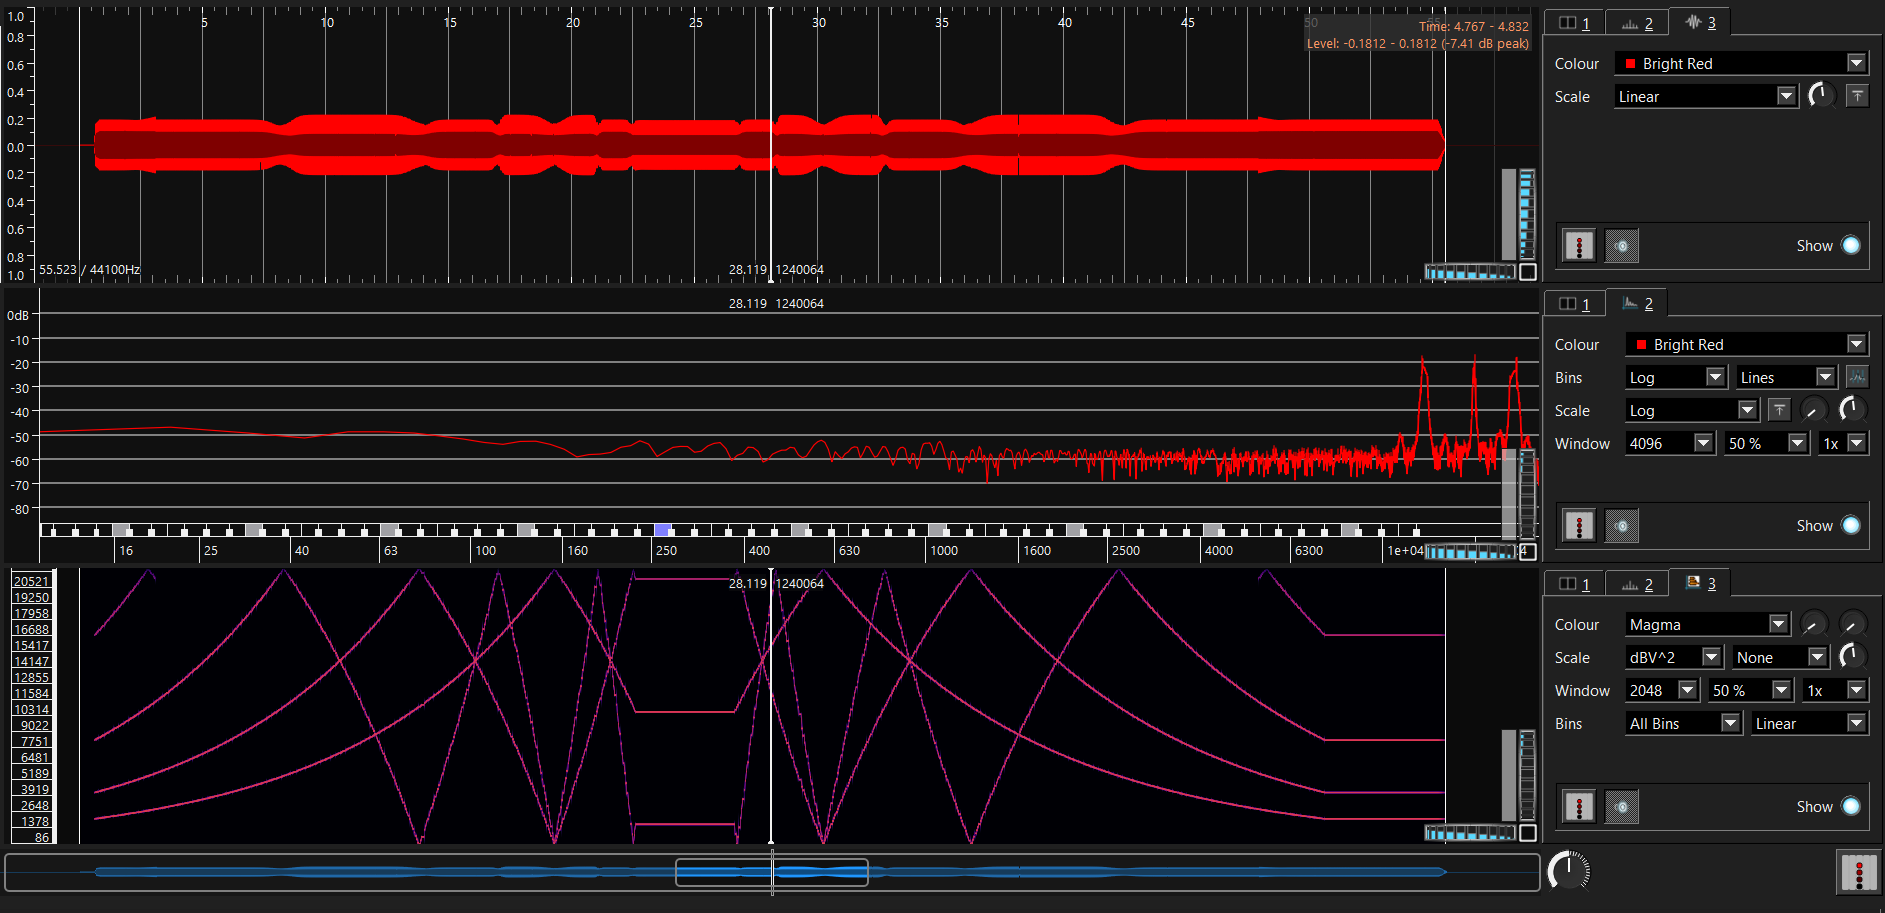 1.0 5 10 15 20 25 30 35 40 45 50 55
Time: 4.767 - 4.832
Level: -0.1812 - 0.1812 (-7.41 dB peak)
0.8
0.6
0.4
0.2
0.0
0.2
0.4
0.6
0.8
1.0
55.523 / 44100Hz
28.119 1240064
1 2 3
Colour Bright Red
Scale Linear
Show
28.119 1240064
0dB
-10
-20
-30
-40
-50
-60
-70
-80
16 25 40 63 100 160 250 400 630 1000 1600 2500 4000 6300 1e+04
1 2
Colour Bright Red
Bins Log Lines
Scale Log
Window 4096 50 % 1x
Show
28.119 1240064
20521
19250
17958
16688
15417
14147
12855
11584
10314
9022
7751
6481
5189
3919
2648
1378
86
1 2 3
Colour Magma
Scale dBV^2 None
Window 2048 50 % 1x
Bins All Bins Linear
Show